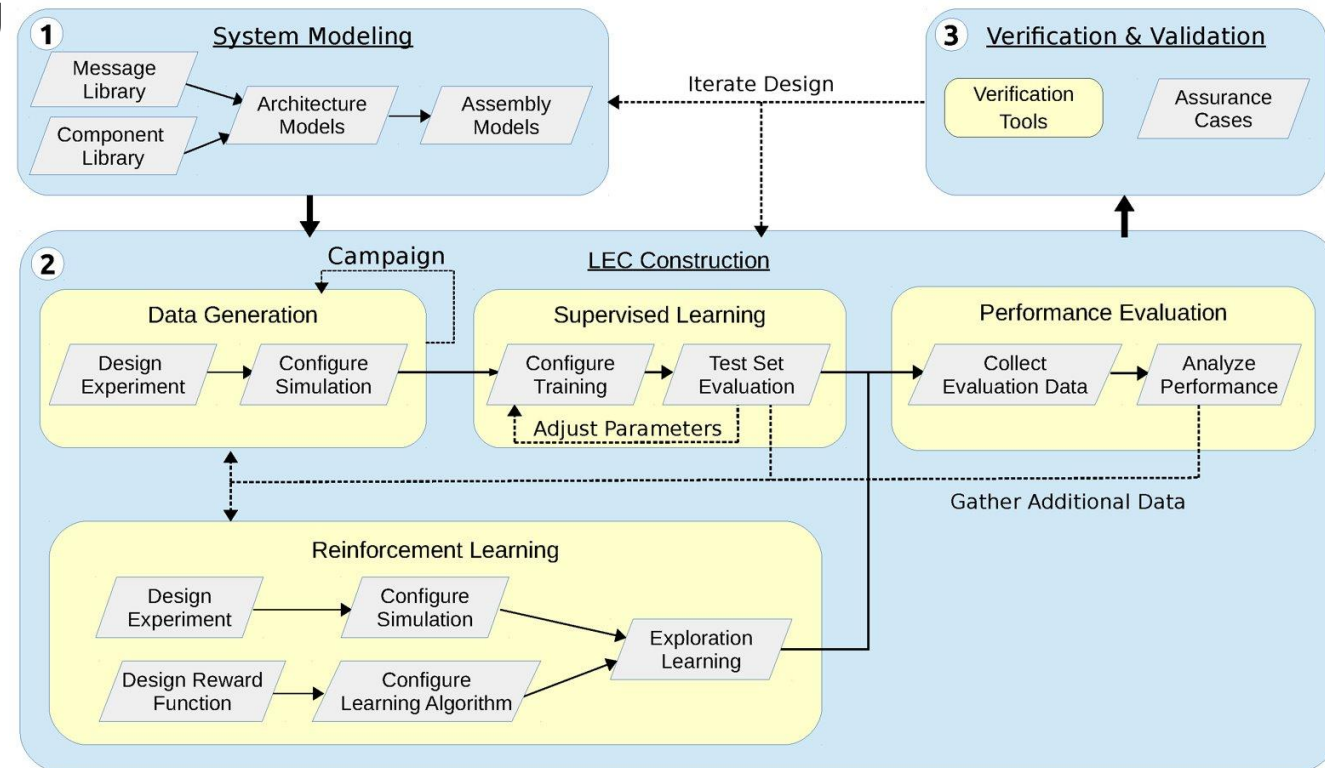 1
System Modeling
Message
Library
Component
Library
Architecture
Models
Assembly
Models
Iterate Design
3
Verification & Validation
Verification
Tools
Assurance
Cases
2
LEC Construction
Campaign
Data Generation
Design
Experiment
Configure
Simulation
Supervised Learning
Configure
Training
Test Set
Evaluation
Adjust Parameters
Performance Evaluation
Collect
Evaluation Data
Analyze
Performance
Gather Additional Data
Reinforcement Learning
Design
Experiment
Configure
Simulation
Design Reward
Function
Configure
Learning Algorithm
Exploration
Learning